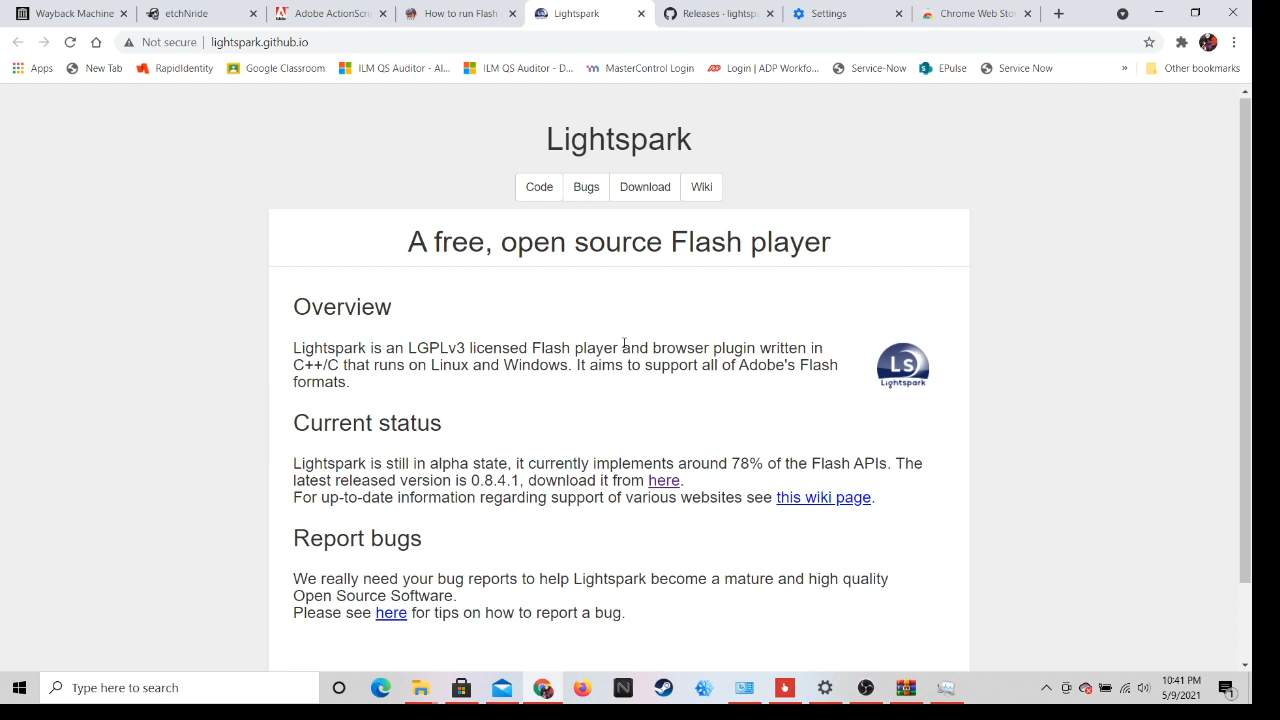 Wayback Machine
etchNride
Adobe ActionScri
How to run Flash
Lightspark
Releases · lightsp
Settings
Chrome Web Sto
Not secure
lightspark.github.io
Apps
New Tab
RapidIdentity
Google Classroom
ILM QS Auditor - Al...
ILM QS Auditor - D...
MasterControl Login
Login | ADP Workfo...
Service-Now
EPulse
Service Now
»
Other bookmarks
Lightspark
Code
Bugs
Download
Wiki
A free, open source Flash player
Overview
Lightspark is an LGPLv3 licensed Flash player and browser plugin written in
C++/C that runs on Linux and Windows. It aims to support all of Adobe's Flash
formats.
Ls
Lightspark
Current status
Lightspark is still in alpha state, it currently implements around 78% of the Flash APIs. The
latest released version is 0.8.4.1, download it from here.
For up-to-date information regarding support of various websites see this wiki page.
Report bugs
We really need your bug reports to help Lightspark become a mature and high quality
Open Source Software.
Please see here for tips on how to report a bug.
Type here to search
10:41 PM
5/9/2021